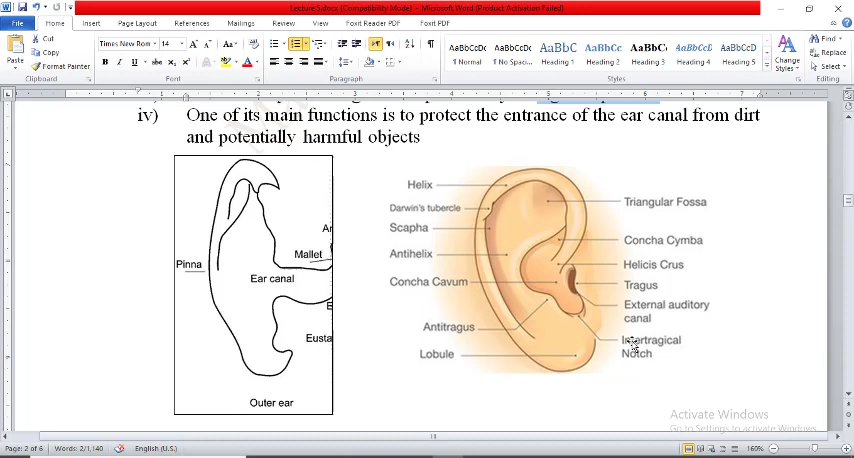 Lecture 5.docx [Compatibility Mode] - Microsoft Word (Product Activation Failed)
File Home Insert Page Layout References Mailings Review View Foxit Reader PDF Foxit PDF
Cut
Copy
Format Painter
Paste
Clipboard
Times New Rom 14
Font
Paragraph
AaBbCcDc AaBbCcDc AaBbC AaBbCc AaBbC AaBbCcD AaBbCcD
¶ Normal ¶ No Spaci... Heading 1 Heading 2 Heading 3 Heading 4 Heading 5
Styles
Change
Styles
Find
Replace
Select
Editing
iv) One of its main functions is to protect the entrance of the ear canal from dirt
and potentially harmful objects
Pinna
Mallet
Ear canal
Eusta
Outer ear
Helix
Darwin's tubercle
Scapha
Antihelix
Concha Cavum
Antitragus
Lobule
Triangular Fossa
Concha Cymba
Helicis Crus
Tragus
External auditory
canal
Intertragical
Notch
Activate Windows
Go to Settings to activate Windows.
Page: 2 of 6 Words: 2/1,140 English (U.S.) 160%